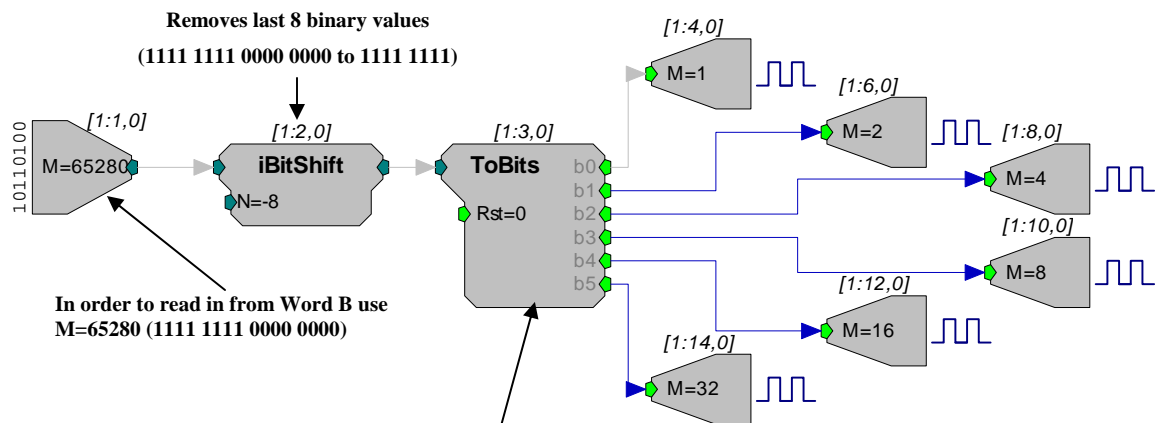 Removes last 8 binary values
(1111 1111 0000 0000 to 1111 1111)
[1:4,0]
M=1
[1:6,0]
M=2
[1:1,0]
[1:2,0]
[1:3,0]
[1:8,0]
10110100
M=65280
iBitShift
N=-8
ToBits
Rst=0
b0
b1
b2
b3
b4
b5
M=4
[1:10,0]
M=8
In order to read in from Word B use
M=65280 (1111 1111 0000 0000)
[1:12,0]
M=16
[1:14,0]
M=32